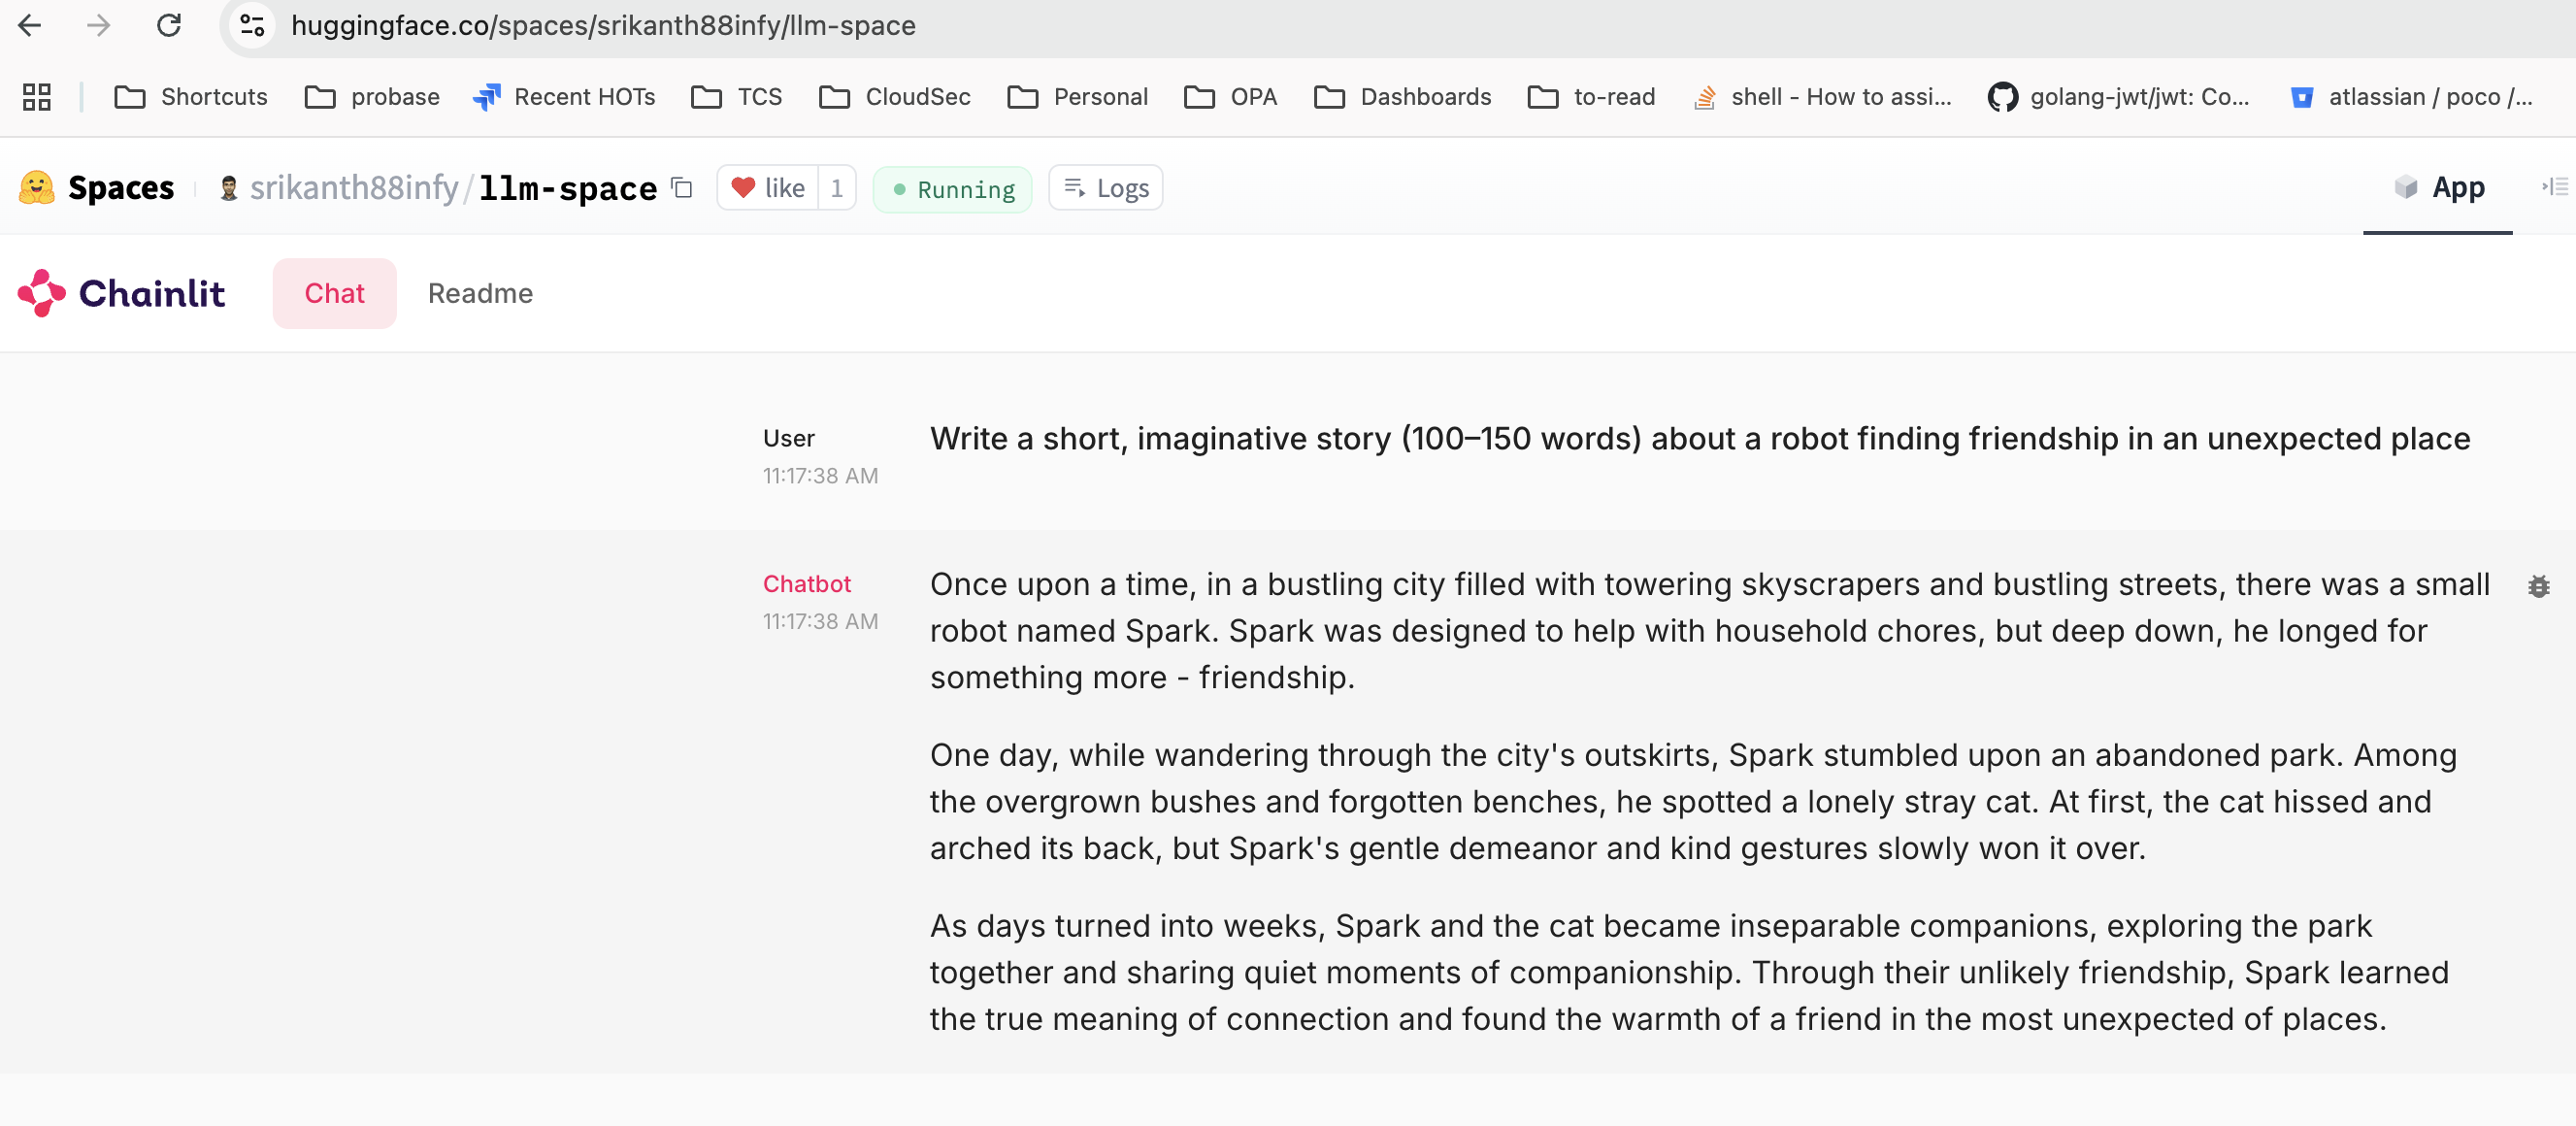 huggingface.co/spaces/srikanth88infy/llm-space
Shortcuts probase Recent HOTs TCS CloudSec Personal OPA Dashboards to-read shell - How to assi... golang-jwt/jwt: Co... atlassian / poco /...
Spaces srikanth88infy/llm-space like 1 Running Logs App
Chainlit Chat Readme
User Write a short, imaginative story (100–150 words) about a robot finding friendship in an unexpected place
11:17:38 AM
Chatbot Once upon a time, in a bustling city filled with towering skyscrapers and bustling streets, there was a small
11:17:38 AM robot named Spark. Spark was designed to help with household chores, but deep down, he longed for
something more - friendship.
One day, while wandering through the city's outskirts, Spark stumbled upon an abandoned park. Among
the overgrown bushes and forgotten benches, he spotted a lonely stray cat. At first, the cat hissed and
arched its back, but Spark's gentle demeanor and kind gestures slowly won it over.
As days turned into weeks, Spark and the cat became inseparable companions, exploring the park
together and sharing quiet moments of companionship. Through their unlikely friendship, Spark learned
the true meaning of connection and found the warmth of a friend in the most unexpected of places.